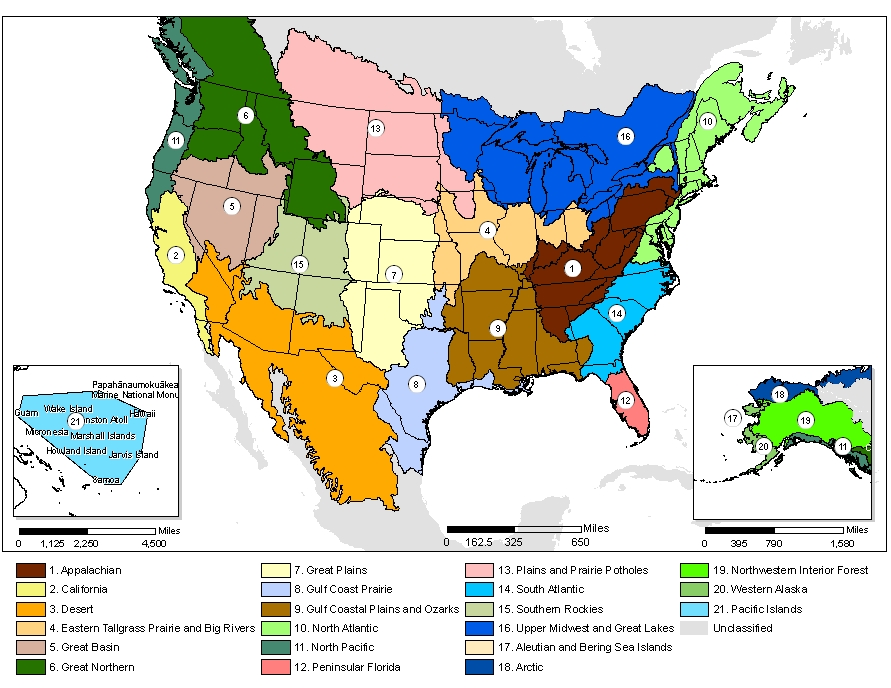 6
13
10
16
11
5
4
2
15
1
7
14
9
3
8
12
Papahānaumokuākea
Marine National Monu
Wake Island
Guam
21
inston Atoll
Hawaii
Micronesia
Marshall Islands
Howland Island
Jarvis Island
Samoa
Miles
0 1,125 2,250 4,500
Miles
0 162.5 325 650
18
17
19
20
11
Miles
0 395 790 1,580
1. Appalachian
2. California
3. Desert
4. Eastern Tallgrass Prairie and Big Rivers
5. Great Basin
6. Great Northern
7. Great Plains
8. Gulf Coast Prairie
9. Gulf Coastal Plains and Ozarks
10. North Atlantic
11. North Pacific
12. Peninsular Florida
13. Plains and Prairie Potholes
14. South Atlantic
15. Southern Rockies
16. Upper Midwest and Great Lakes
17. Aleutian and Bering Sea Islands
18. Arctic
19. Northwestern Interior Forest
20. Western Alaska
21. Pacific Islands
Unclassified